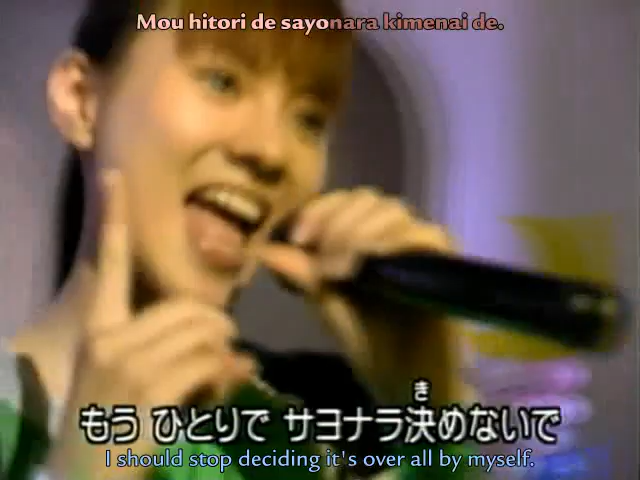 Mou hitori de sayonara kimenai de.
き
もう ひとりで サヨナラ決めないで
I should stop deciding it's over all by myself.